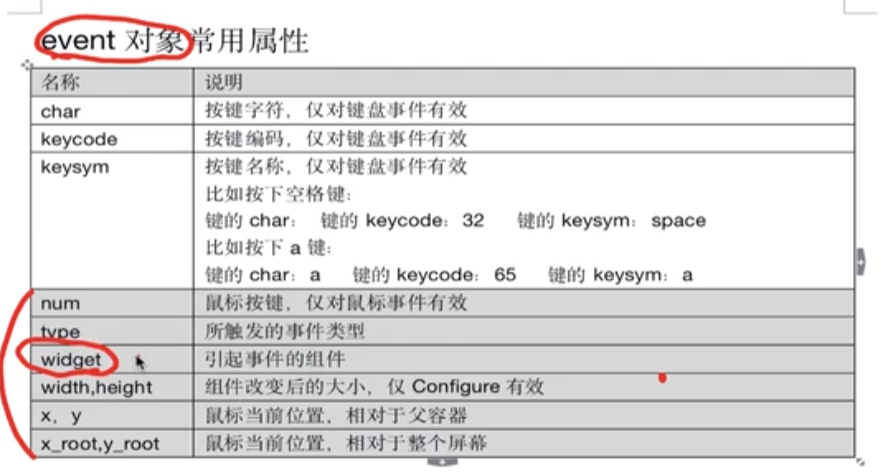 event 对象常用属性
名称 说明
char 按键字符，仅对键盘事件有效
keycode 按键编码，仅对键盘事件有效
keysym 按键名称，仅对键盘事件有效
比如按下空格键：
键的 char： 键的 keycode：32 键的 keysym：space
比如按下 a 键：
键的 char：a 键的 keycode：65 键的 keysym：a
num 鼠标按键，仅对鼠标事件有效
type 所触发的事件类型
widget 引起事件的组件
width,height 组件改变后的大小，仅 Configure 有效
x，y 鼠标当前位置，相对于父容器
x_root,y_root 鼠标当前位置，相对于整个屏幕